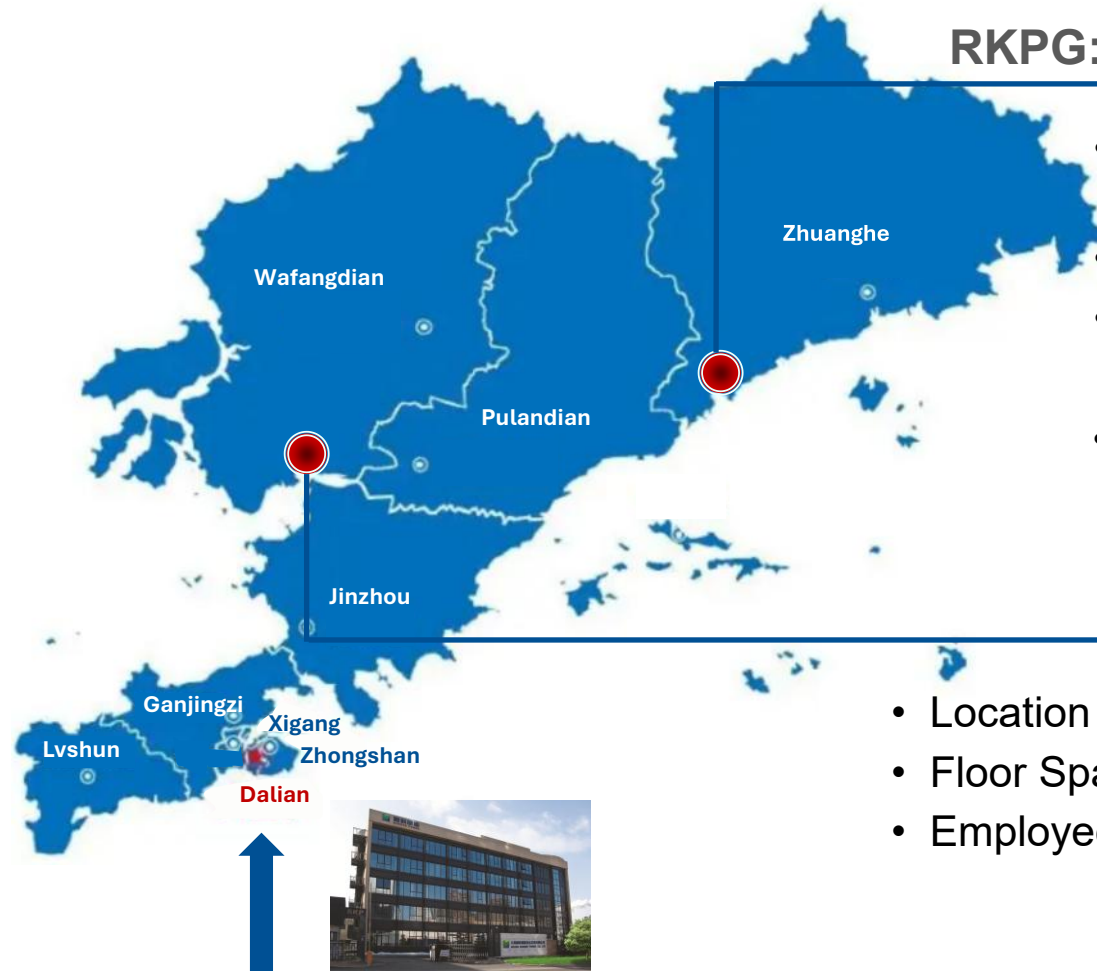 RKPG:
•
Zhuanghe
•
Wafangdian
•
Pulandian
•
Jinzhou
Ganjingzi
Xigang
Lvshun
Zhongshan
Dalian
• Location
• Floor Spa
• Employe